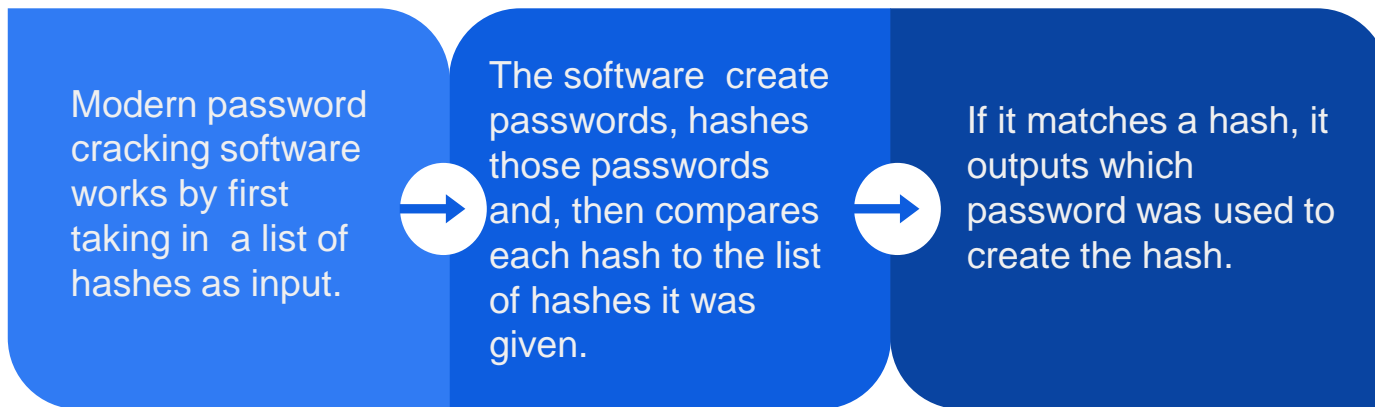 Modern password
cracking software
works by first
taking in  a list of
hashes as input.
The software  create
passwords, hashes
those passwords
and, then compares
each hash to the list
of hashes it was
given.
If it matches a hash, it
outputs which
password was used to
create the hash.